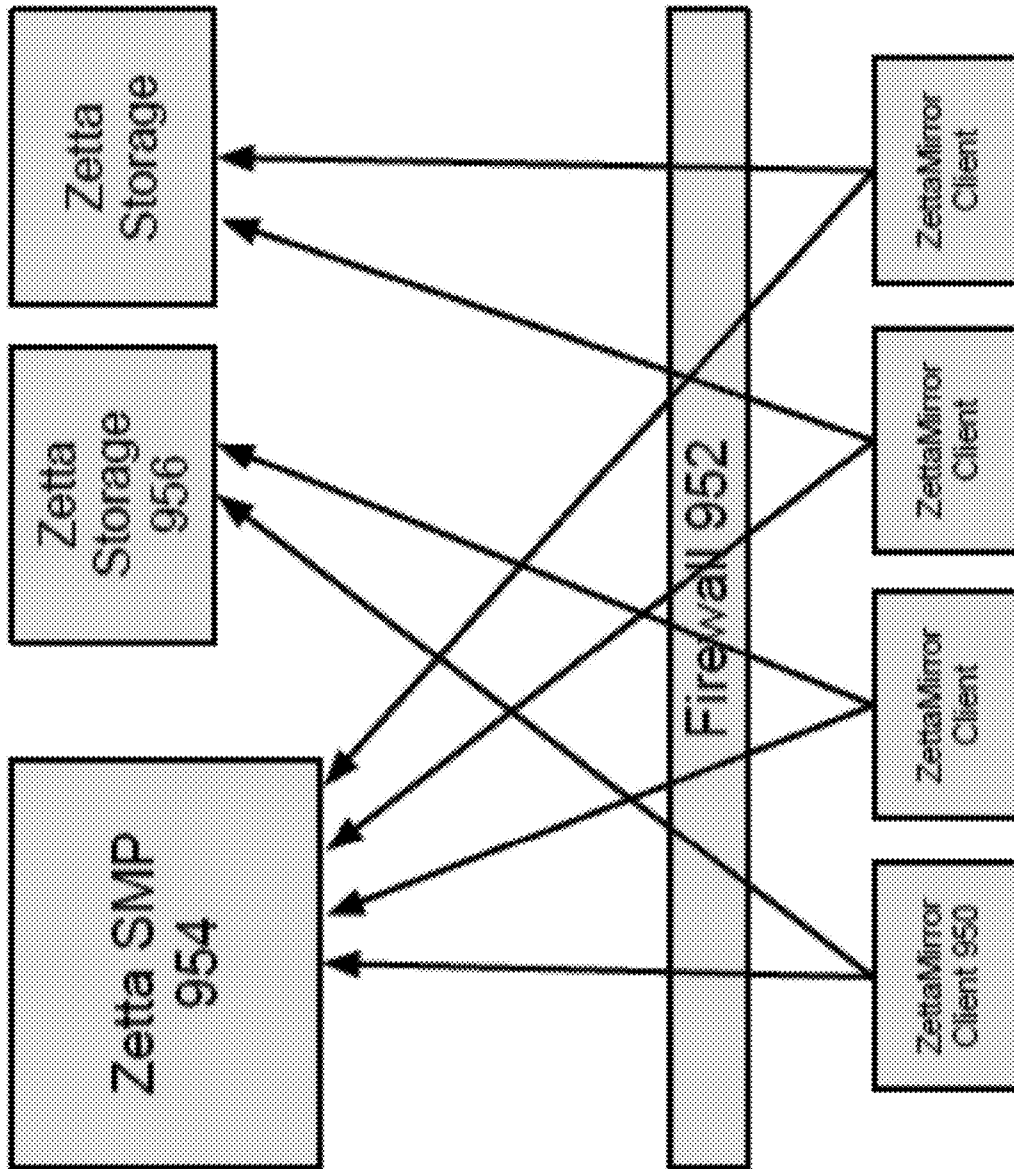 Zetta SMP
954
Zetta
Storage
956
Zetta
Storage
Firewall 952
ZettaMirror
Client 950
ZettaMirror
Client
ZettaMirror
Client
ZettaMirror
Client